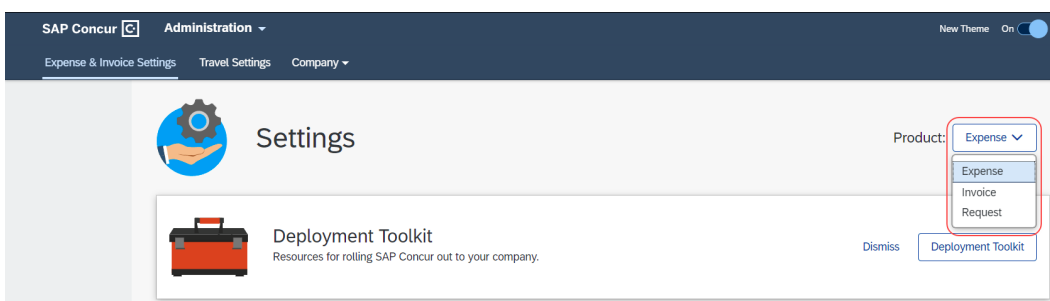 SAP Concur C Administration New Theme On
Expense & Invoice Settings Travel Settings Company
Settings
Product: Expense
Expense
Invoice
Request
Deployment Toolkit
Resources for rolling SAP Concur out to your company.
Dismiss Deployment Toolkit